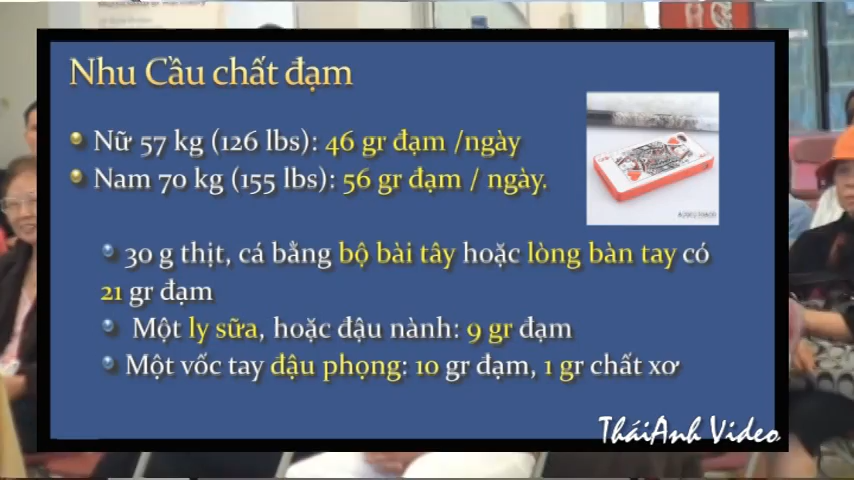 Nhu Cầu chất đạm
Nữ 57 kg (126 lbs): 46 gr đạm /ngày
Nam 70 kg (155 lbs): 56 gr đạm / ngày.
30 g thịt, cá bằng bộ bài tây hoặc lòng bàn tay có
21 gr đạm
Một ly sữa, hoặc đậu nành: 9 gr đạm
Một vốc tay đậu phọng: 10 gr đạm, 1 gr chất xơ
TháiAnh Video